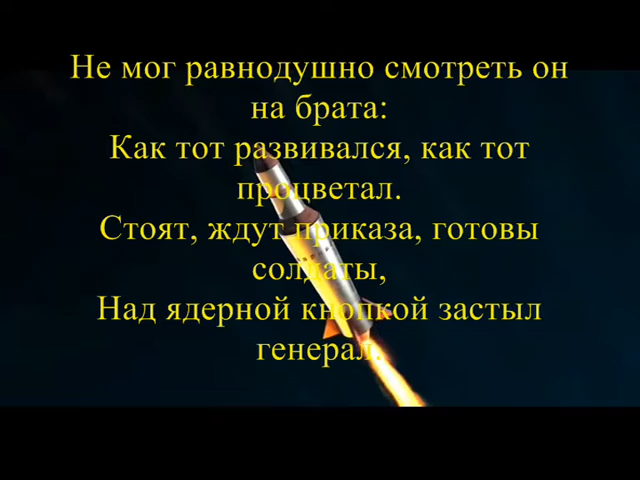 Не мог равнодушно смотреть он
на брата:
Как тот развивался, как тот
процветал.
Стоят, ждут приказа, готовы
солдаты,
Над ядерной кнопкой застыл
генерал.